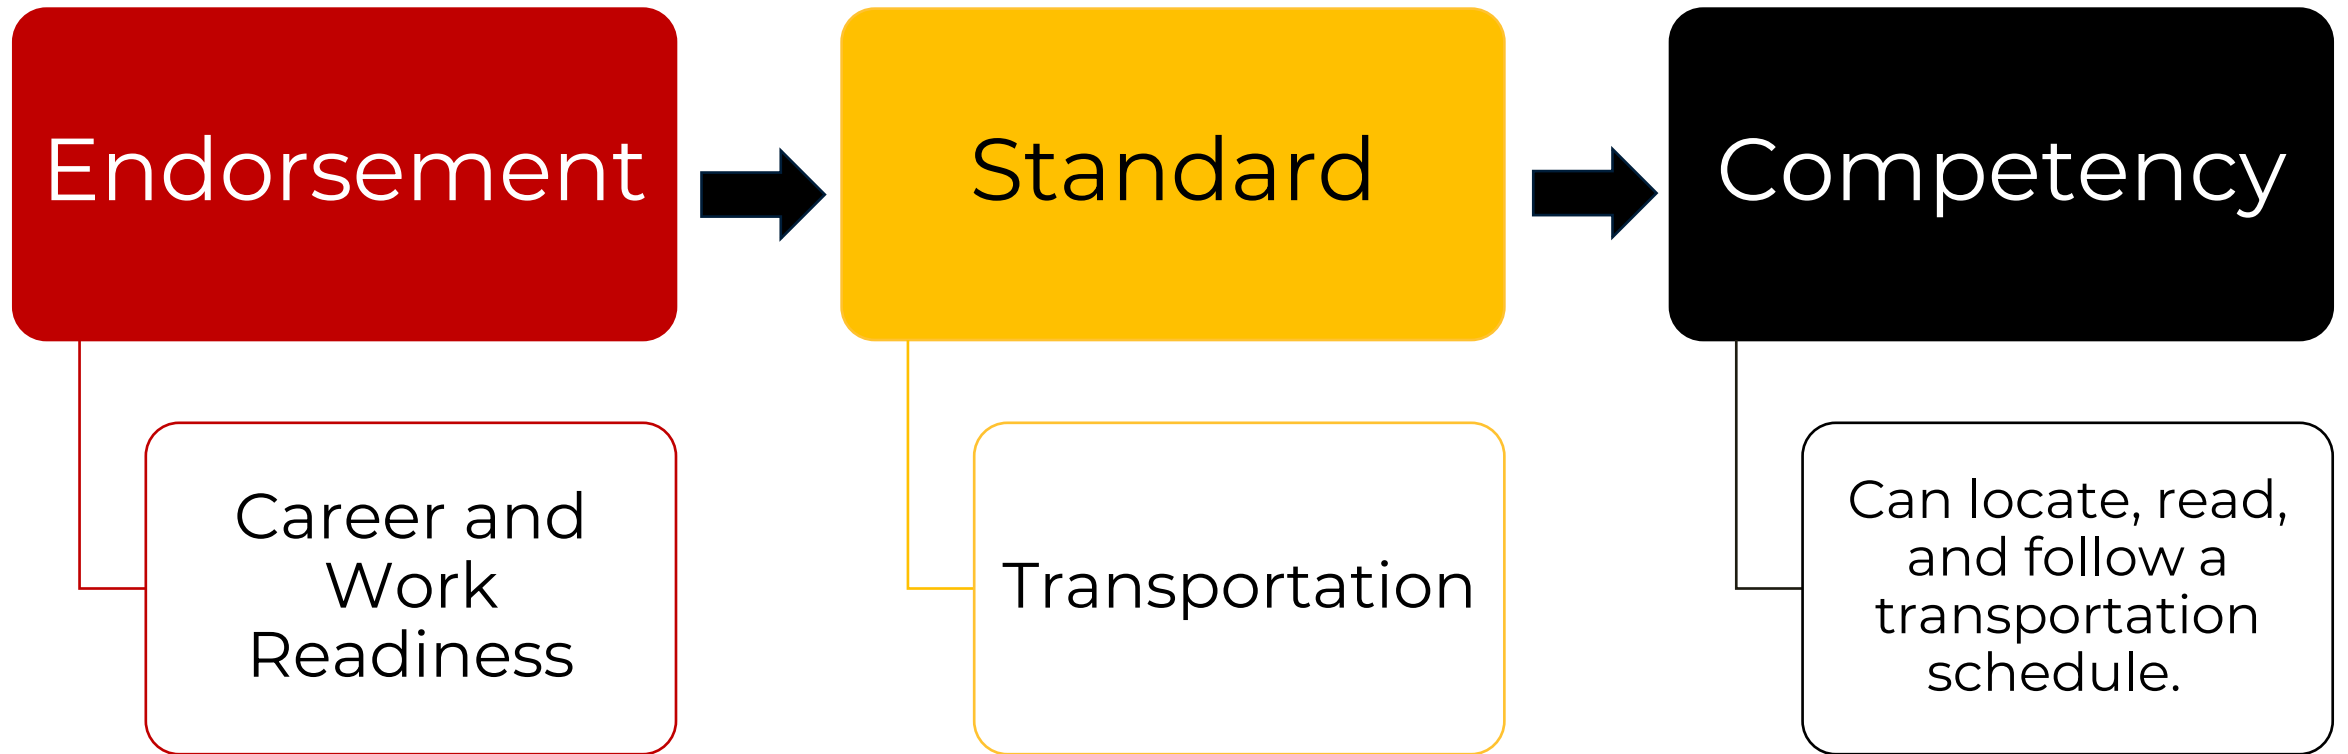 Endorsement
Standard
Competency
Career and
Work
Readiness
Transportation
Can locate, read,
and follow a
transportation
schedule.